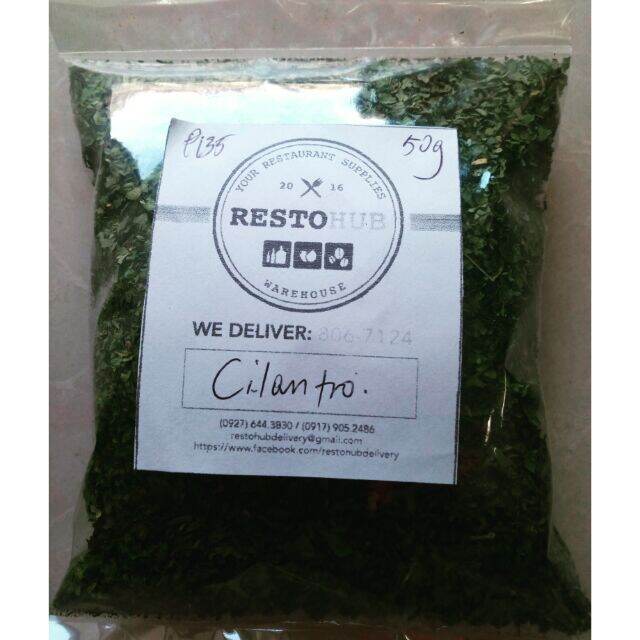 P135
50g
YOUR RESTAURANT SUPPLIES
20 16
RESTOHUB
WAREHOUSE
WE DELIVER: 806-7124
Cilantro.
(0927) 644.3830 / (0917) 905.2486
restohubdelivery@gmail.com
https://www.facebook.com/restohubdelivery